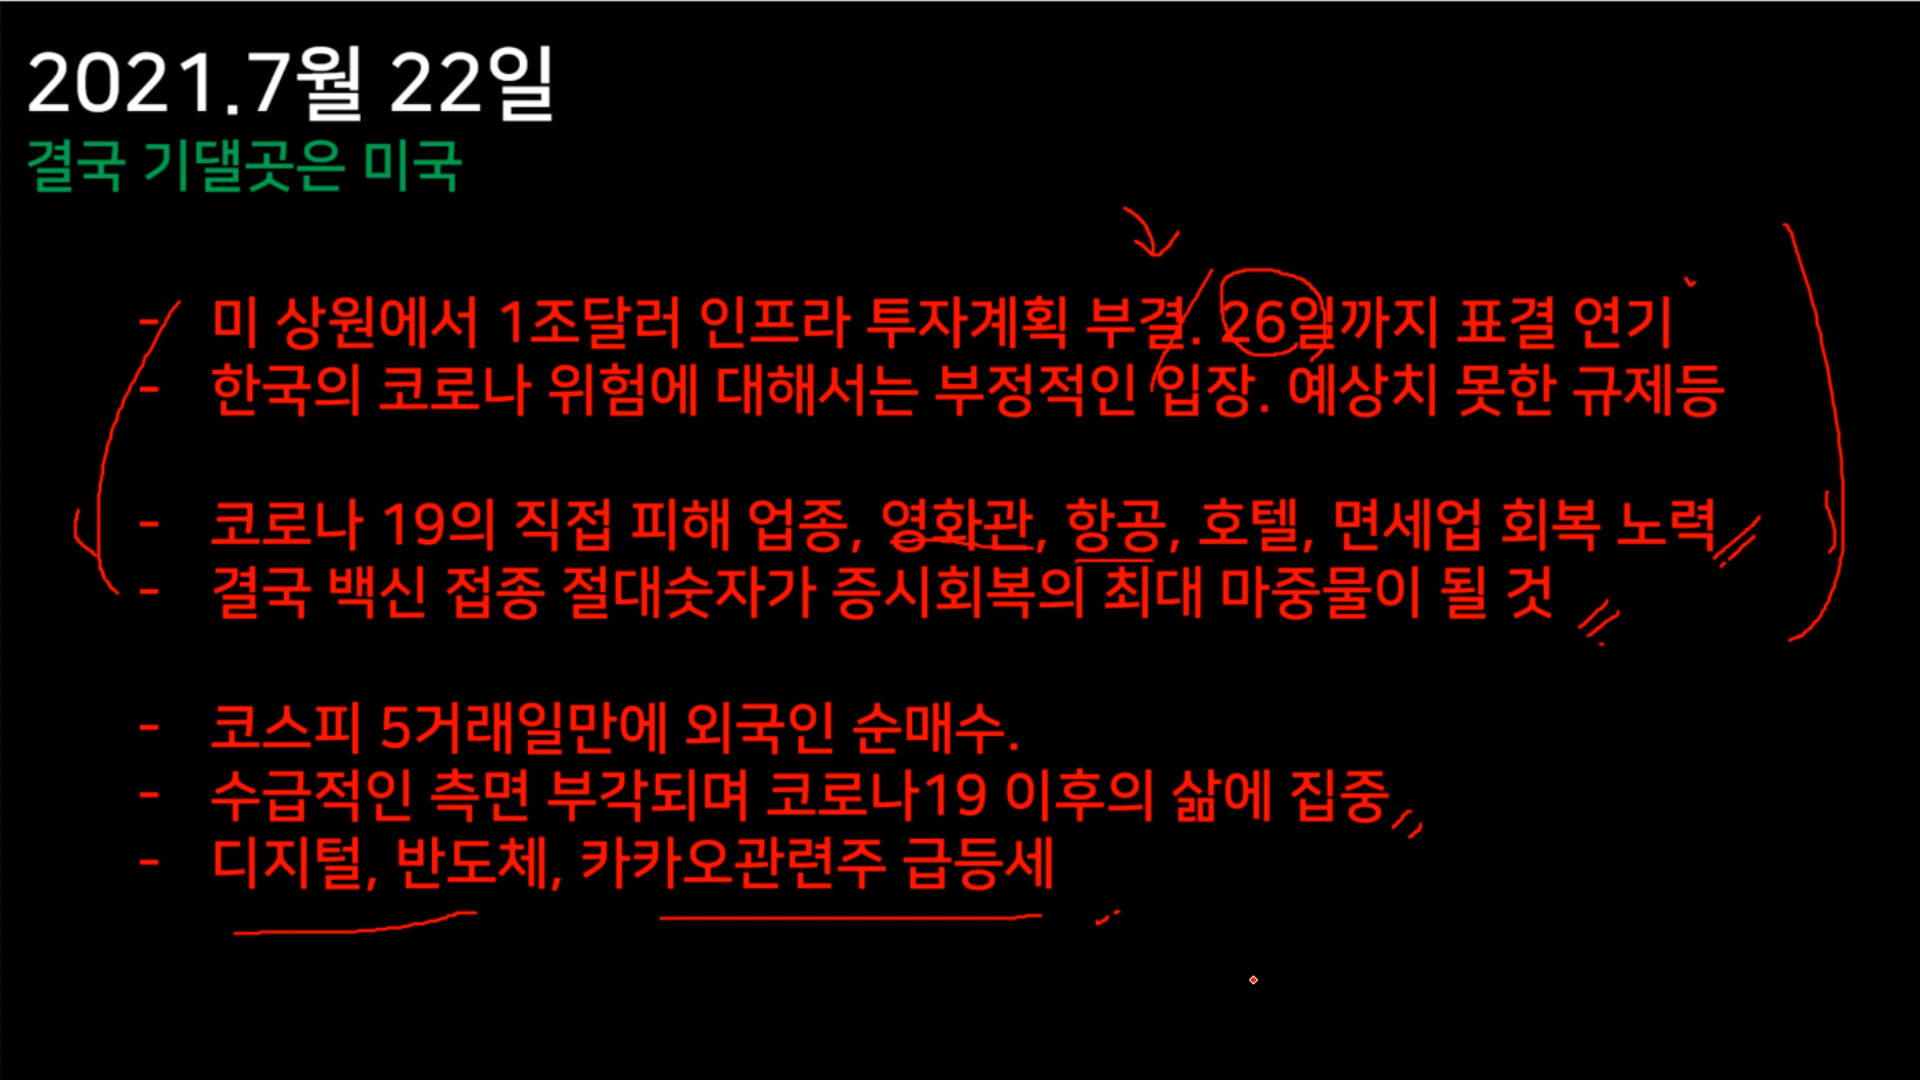 2021.7월 22일
결국 기댈곳은 미국
- 미 상원에서 1조달러 인프라 투자계획 부결. 26일까지 표결 연기
- 한국의 코로나 위험에 대해서는 부정적인 입장. 예상치 못한 규제등
- 코로나 19의 직접 피해 업종, 영화관, 항공, 호텔, 면세업 회복 노력
- 결국 백신 접종 절대숫자가 증시회복의 최대 마중물이 될 것
- 코스피 5거래일만에 외국인 순매수.
- 수급적인 측면 부각되며 코로나19 이후의 삶에 집중
- 디지털, 반도체, 카카오관련주 급등세